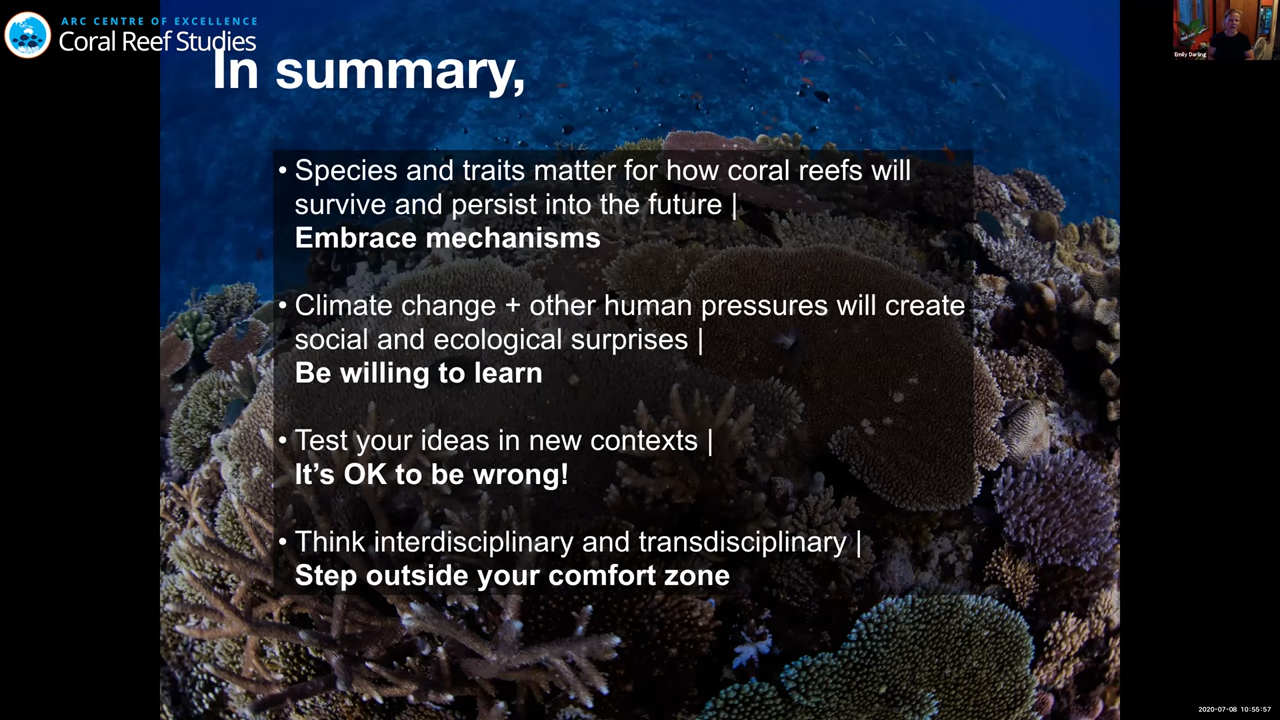 ARC CENTRE OF EXCELLENCE
Coral Reef Studies
In summary,
• Species and traits matter for how coral reefs will
survive and persist into the future |
Embrace mechanisms
• Climate change + other human pressures will create
social and ecological surprises |
Be willing to learn
• Test your ideas in new contexts |
It’s OK to be wrong!
• Think interdisciplinary and transdisciplinary |
Step outside your comfort zone
Emily Darling
2020-07-08 10:55:57